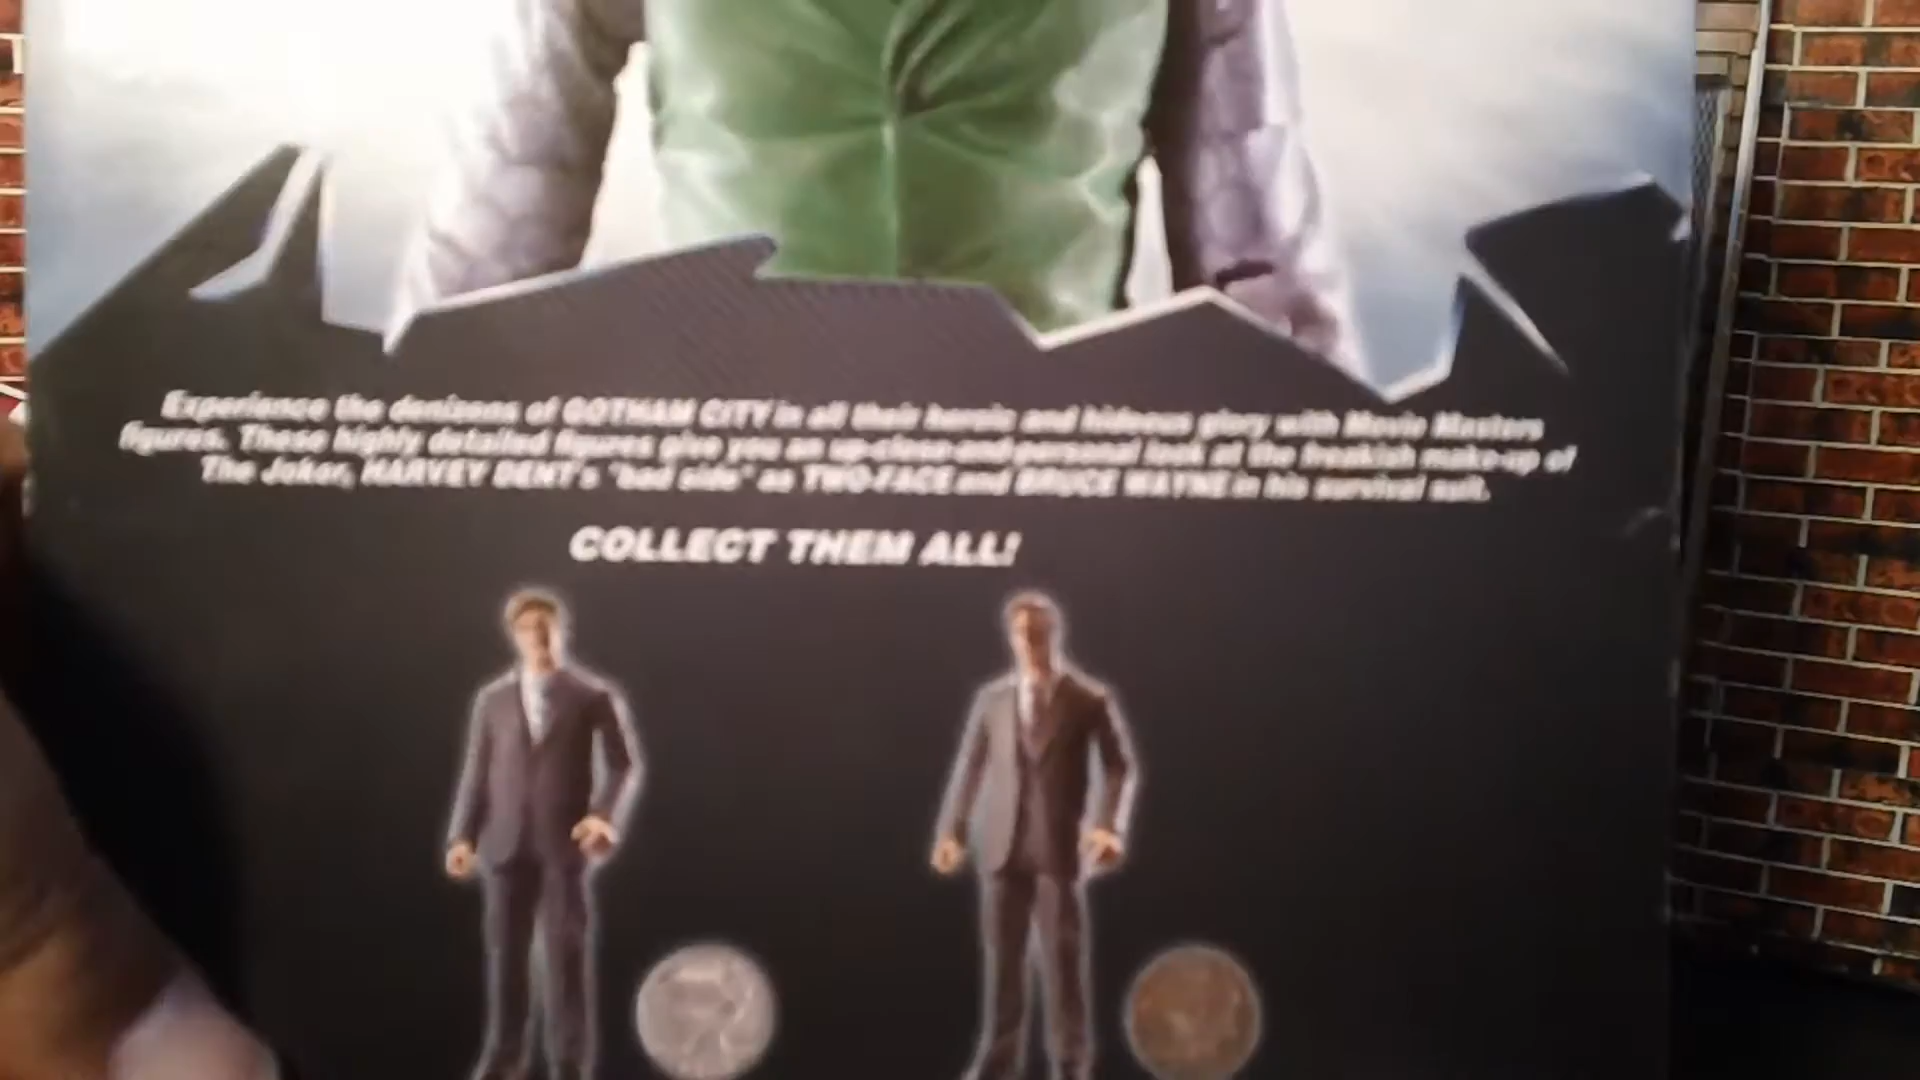 Experience the denizens of GOTHAM CITY in all their heroic and hideous glory with Movie Masters
figures. These highly detailed figures give you an up-close-and-personal look at the freakish make-up of
The Joker, HARVEY DENT's "bad side" as TWO-FACE and BRUCE WAYNE in his survival suit.
COLLECT THEM ALL!